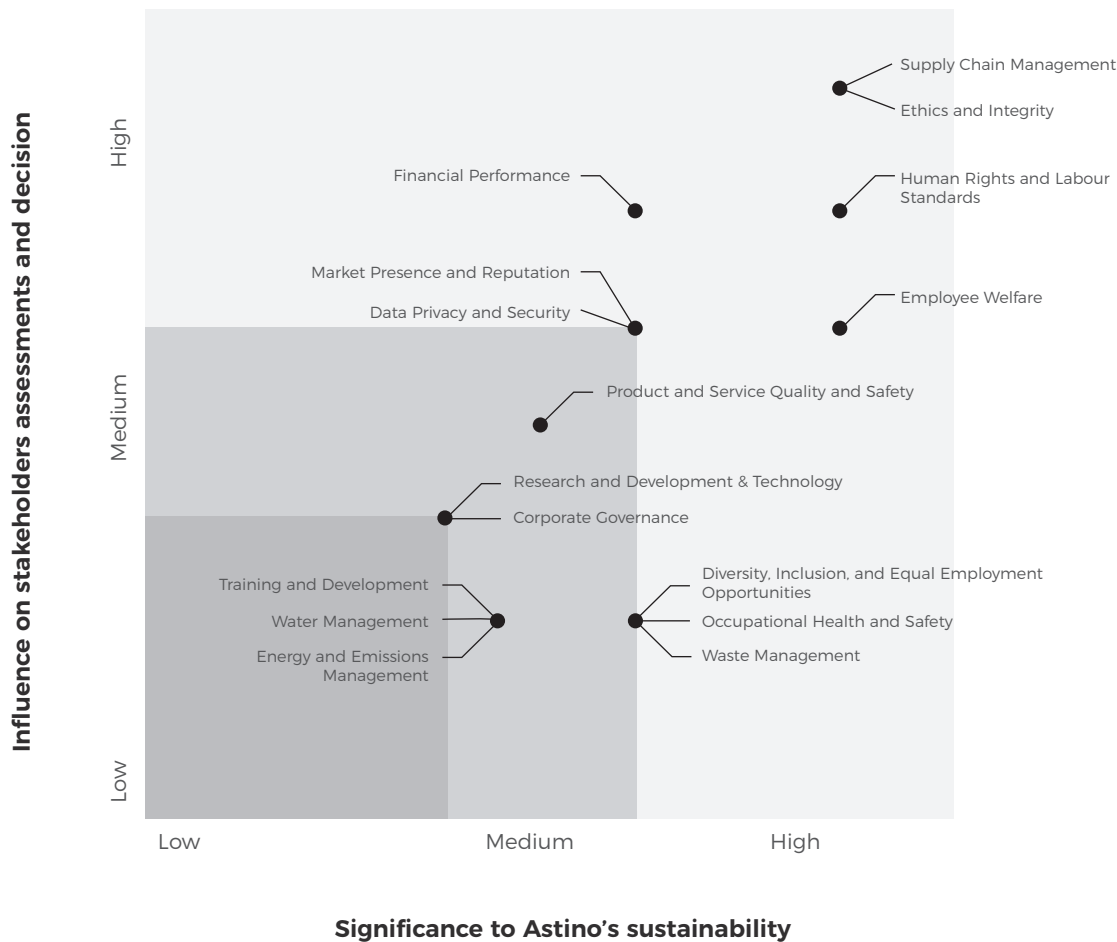 Influence on stakeholders assessments and decision
High
Medium
Low
Supply Chain Management
Ethics and Integrity
Financial Performance
Human Rights and Labour
Standards
Market Presence and Reputation
Data Privacy and Security
Employee Welfare
Product and Service Quality and Safety
Research and Development & Technology
Corporate Governance
Training and Development
Water Management
Energy and Emissions
Management
Diversity, Inclusion, and Equal Employment
Opportunities
Occupational Health and Safety
Waste Management
Low
Medium
High
Significance to Astino’s sustainability